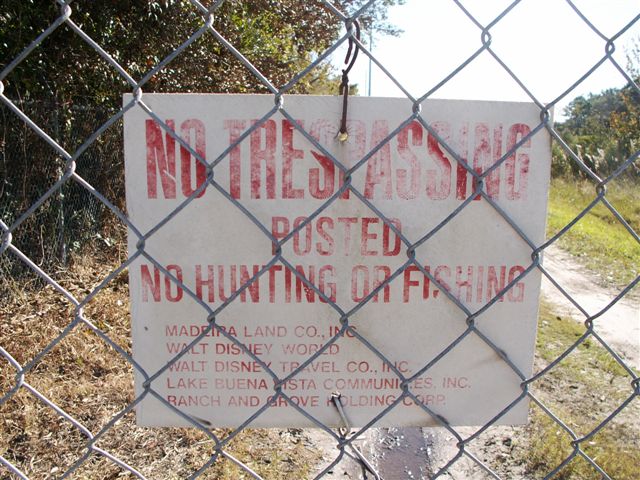 NO TRESPASSING
POSTED
NO HUNTING OR FISHING
MADEIRA LAND CO., INC.
WALT DISNEY WORLD
WALT DISNEY TRAVEL CO., INC.
LAKE BUENA VISTA COMMUNITIES, INC.
RANCH AND GROVE HOLDING CORP.